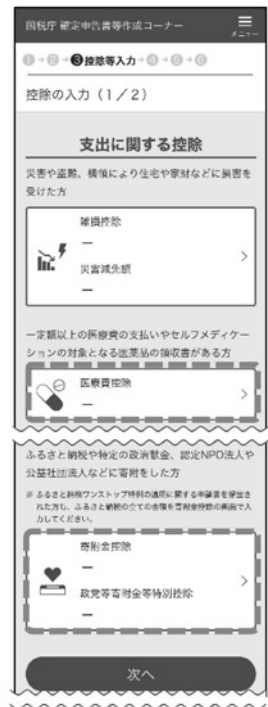 国税庁 確定申告書等作成コーナー
メニュー
①→②→❸控除等入力→④→⑤→⑥
控除の入力（1／2）
支出に関する控除
災害や盗難、横領により住宅や家財などに損害を
受けた方
雑損控除
ー
災害減免額
ー
一定額以上の医療費の支払いやセルフメディケー
ションの対象となる医薬品の領収書がある方
医療費控除
ー
ふるさと納税や特定の政治献金、認定NPO法人や
公益社団法人などに寄附をした方
※ ふるさと納税ワンストップ特例の適用に関する申請書を提出さ
れた方も、ふるさと納税の全ての金額を寄附金控除の画面で入
力してください。
寄附金控除
ー
政党等寄附金等特別控除
ー
次へ